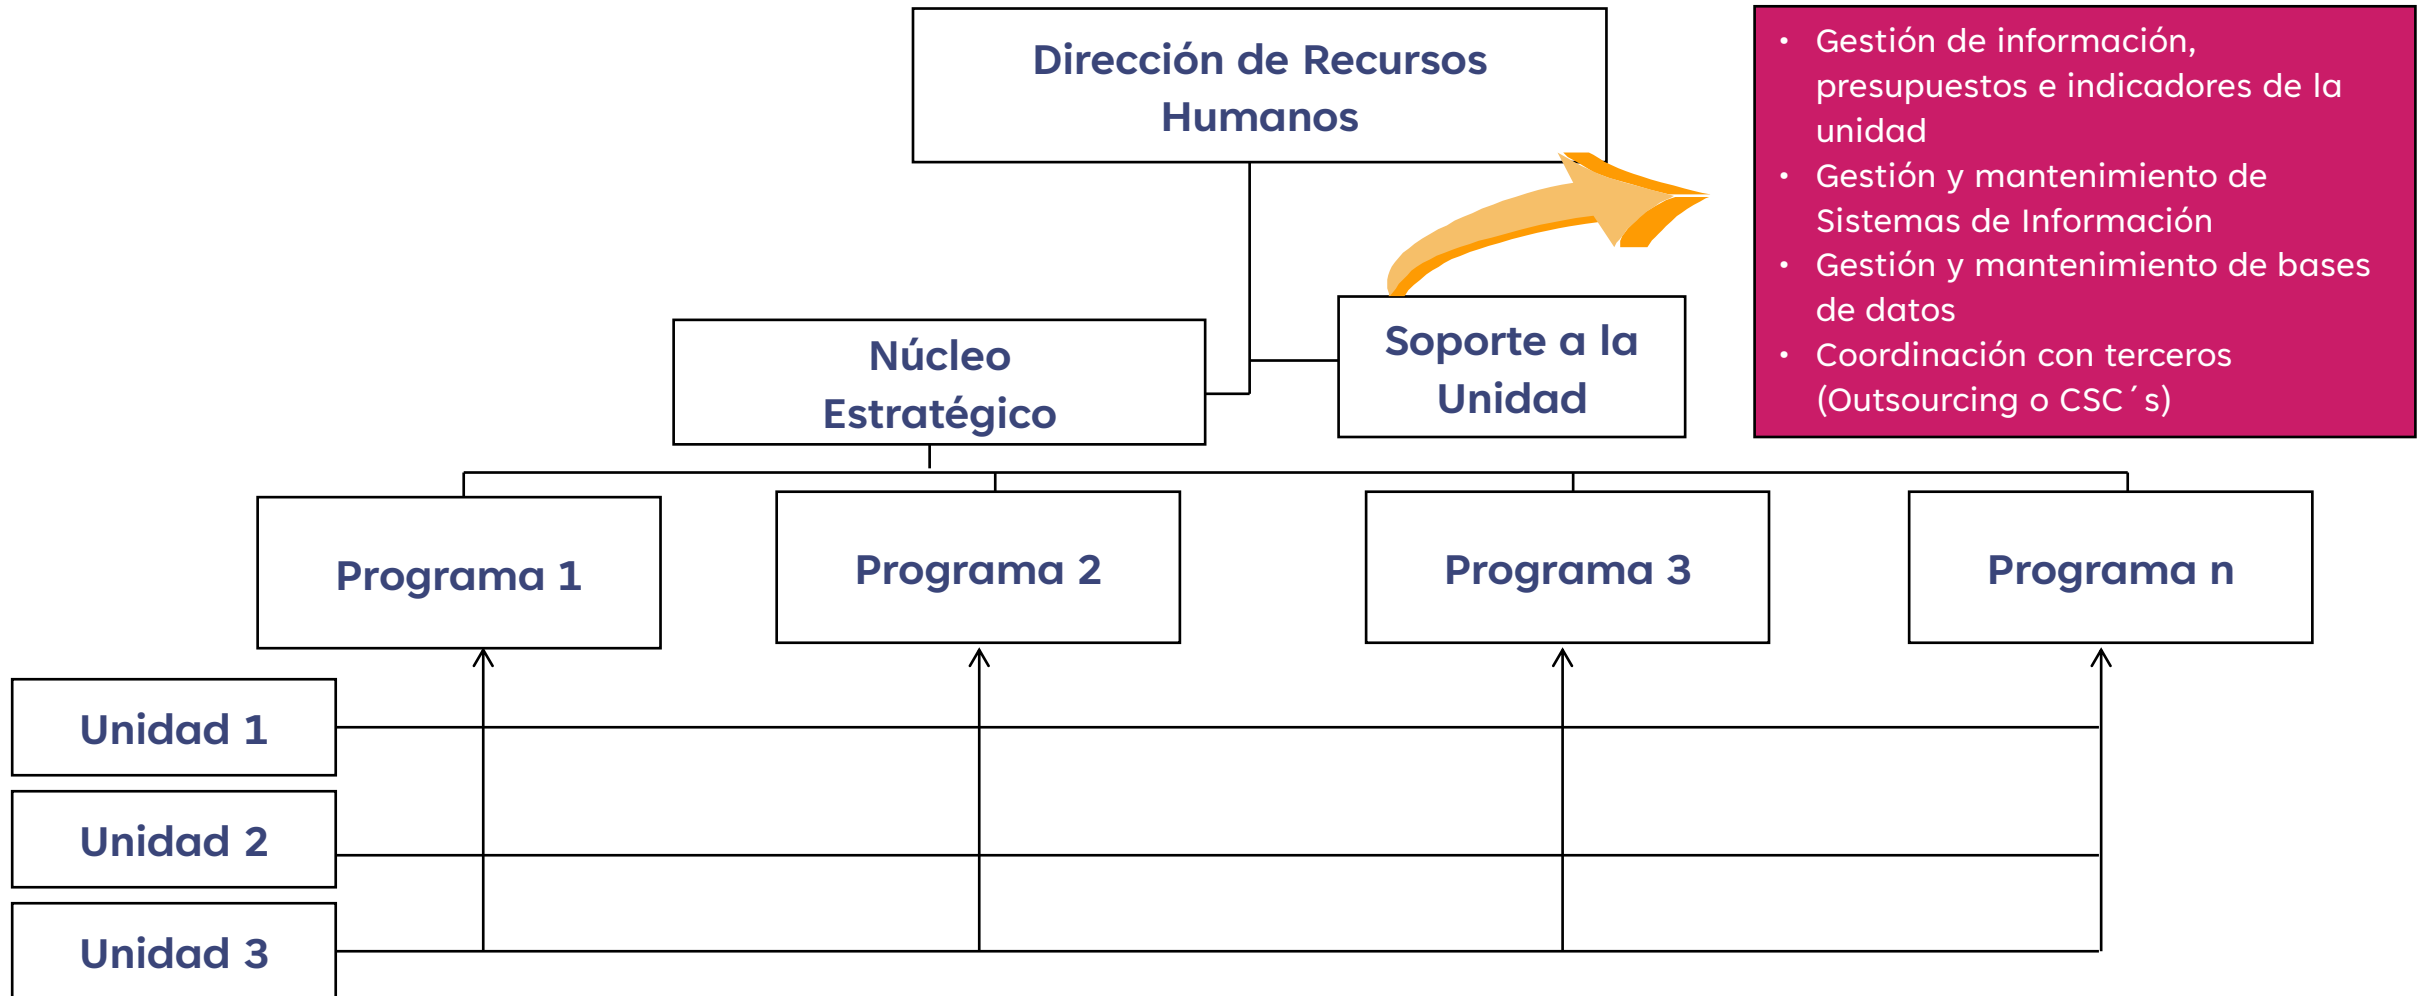 Dirección de Recursos
Humanos
• Gestión de información,
presupuestos e indicadores de la
unidad
• Gestión y mantenimiento de
Sistemas de Información
• Gestión y mantenimiento de bases
de datos
• Coordinación con terceros
(Outsourcing o CSC´s)
Núcleo
Estratégico
Soporte a la
Unidad
Programa 1
Programa 2
Programa 3
Programa n
Unidad 1
Unidad 2
Unidad 3